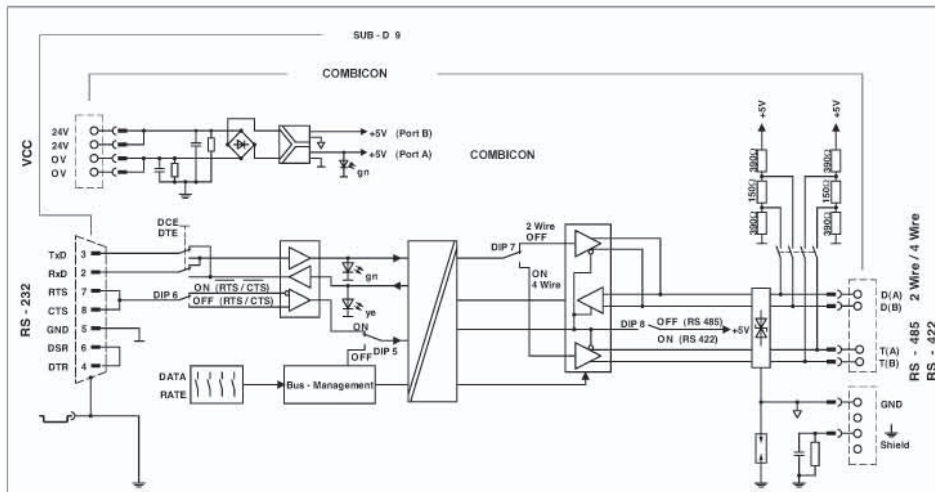 SUB - D 9
COMBICON
VCC
24V
24V
OV
OV
+5V (Port B)
+5V (Port A)
gn
COMBICON
+5V
+5V
390Ω
390Ω
150Ω
150Ω
390Ω
390Ω
RS - 232
DCE
DTE
TxD 3
RxD 2
RTS 7
CTS 8
GND 5
DSR 6
DTR 4
DIP 6
ON (RTS / CTS)
OFF (RTS / CTS)
gn
ye
ON
DIP 5
OFF
DATA
RATE
Bus - Management
DIP 7
2 Wire
OFF
ON
4 Wire
DIP 8
OFF (RS 485)
+5V
ON (RS 422)
D(A)
D(B)
T(A)
T(B)
GND
Shield
RS - 485 2 Wire / 4 Wire
RS - 422